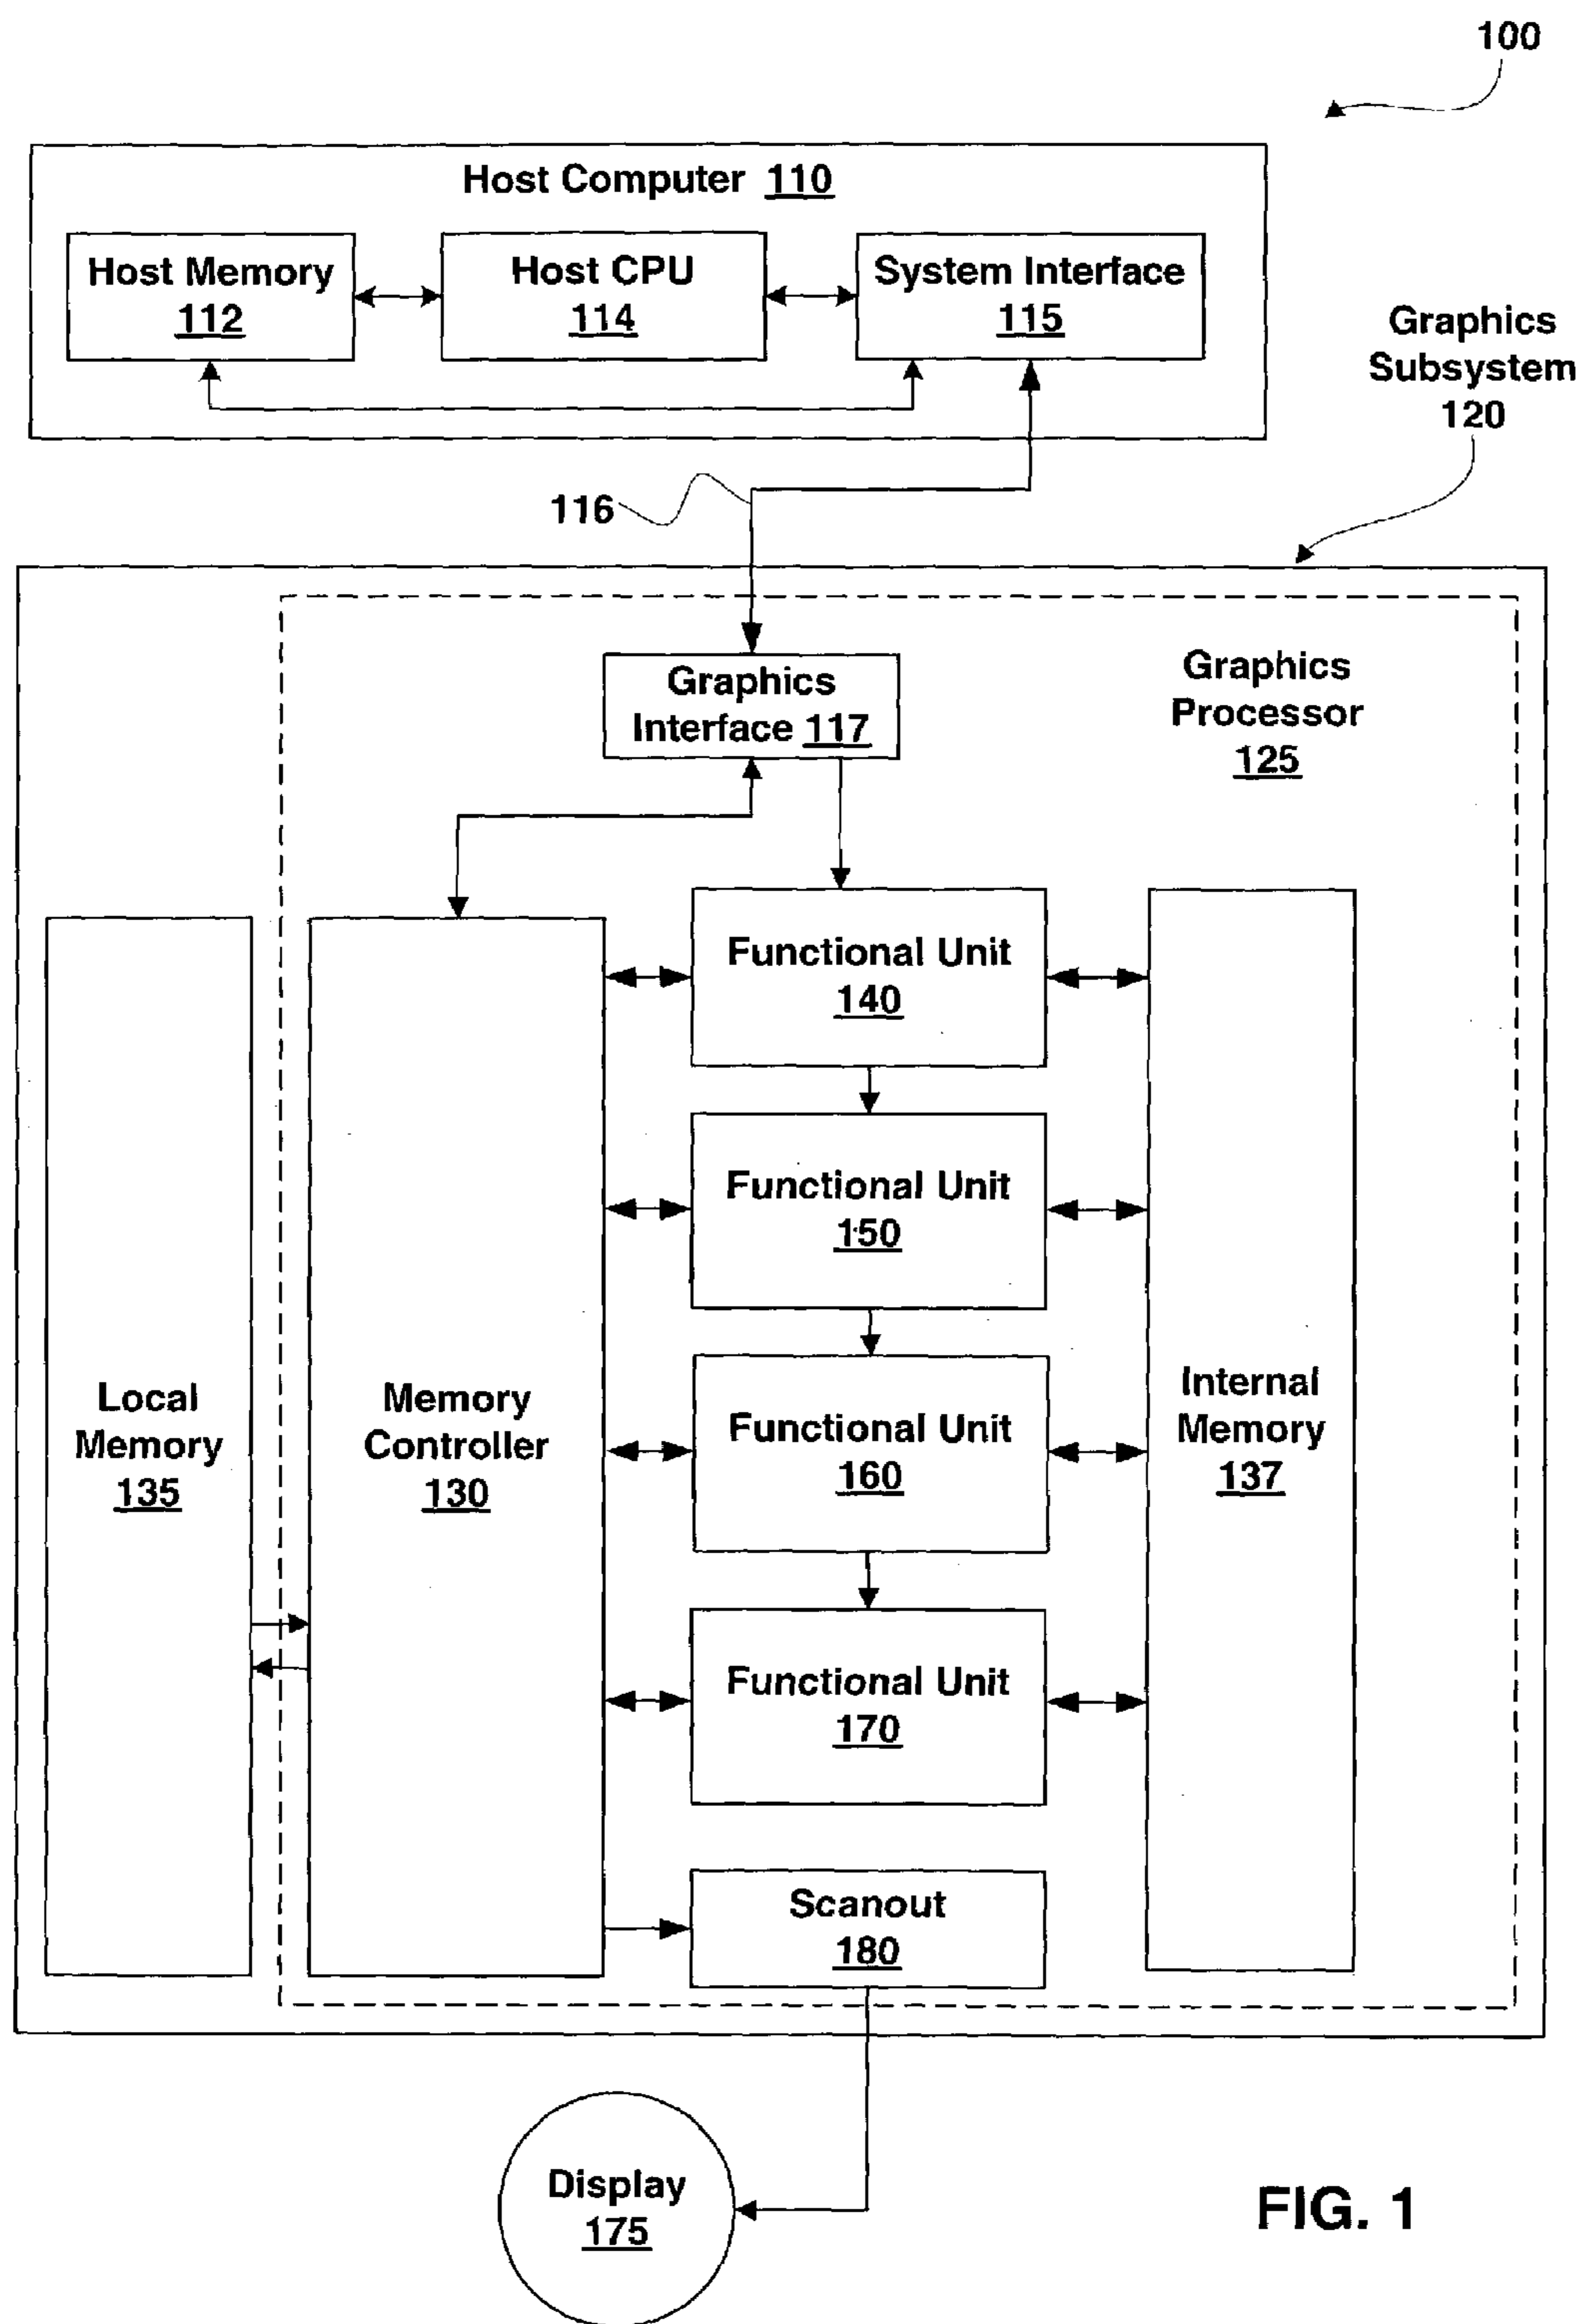 100
Host Computer 110
Host Memory
112
Host CPU
114
System Interface
115
Graphics
Subsystem
120
116
Graphics
Interface 117
Graphics
Processor
125
Local
Memory
135
Memory
Controller
130
Functional Unit
140
Functional Unit
150
Functional Unit
160
Functional Unit
170
Internal
Memory
137
Scanout
180
Display
175
FIG. 1